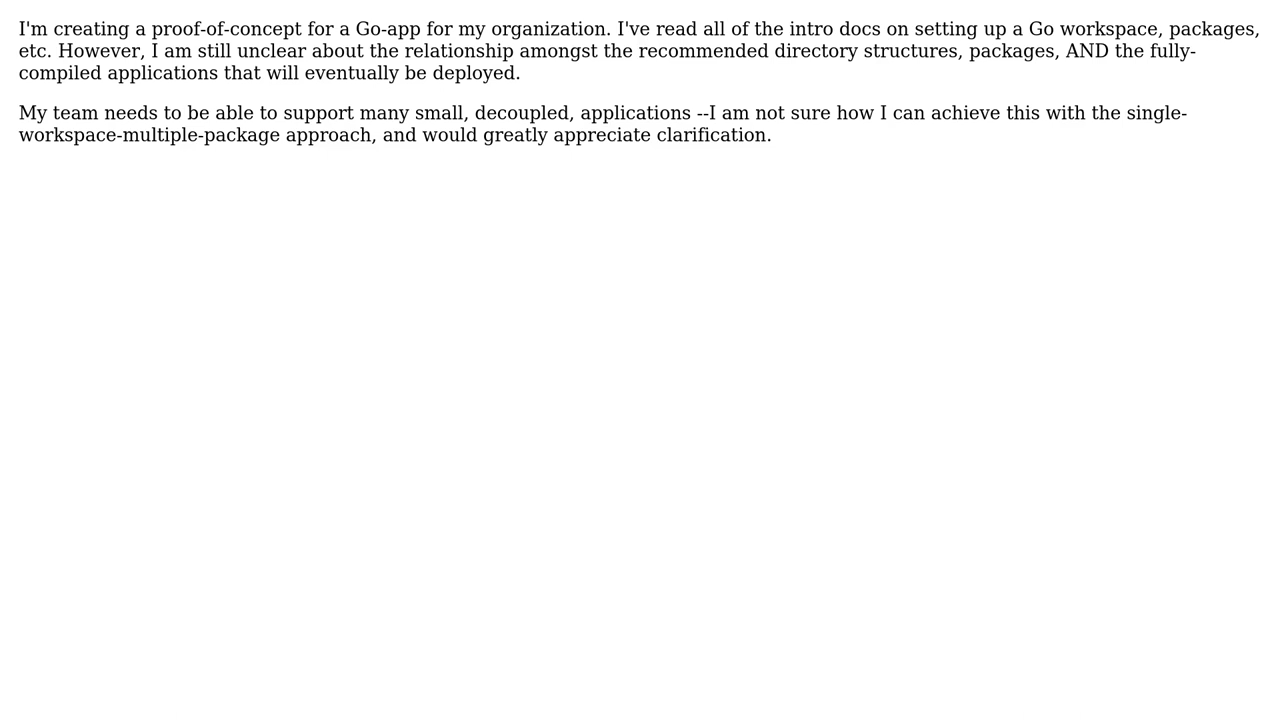 I'm creating a proof-of-concept for a Go-app for my organization. I've read all of the intro docs on setting up a Go workspace, packages,
etc. However, I am still unclear about the relationship amongst the recommended directory structures, packages, AND the fully-
compiled applications that will eventually be deployed.
My team needs to be able to support many small, decoupled, applications --I am not sure how I can achieve this with the single-
workspace-multiple-package approach, and would greatly appreciate clarification.